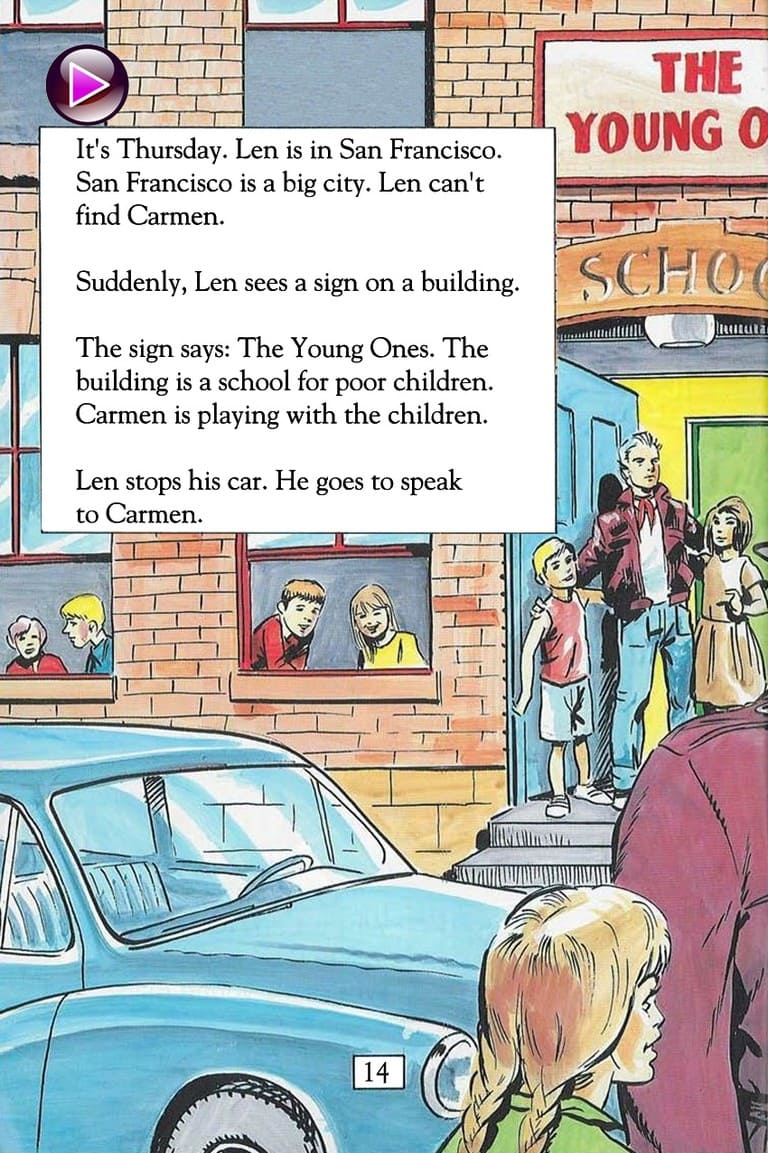 THE
YOUNG O
SCHOO
It's Thursday. Len is in San Francisco.
San Francisco is a big city. Len can't
find Carmen.
Suddenly, Len sees a sign on a building.
The sign says: The Young Ones. The
building is a school for poor children.
Carmen is playing with the children.
Len stops his car. He goes to speak
to Carmen.
14